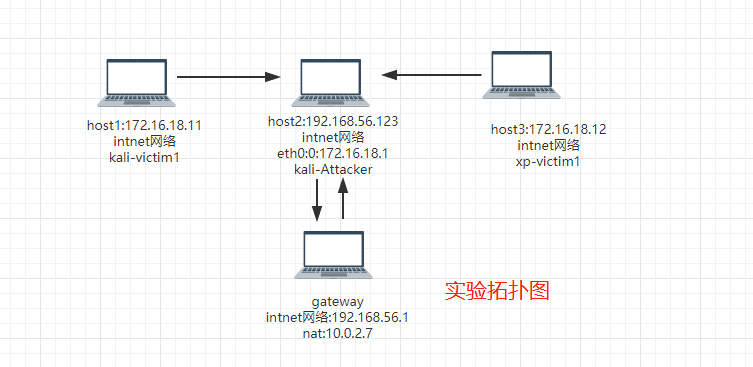 host1:172.16.18.11
intnet网络
kali-victim1
host2:192.168.56.123
intnet网络
eth0:0:172.16.18.1
kali-Attacker
host3:172.16.18.12
intnet网络
xp-victim1
gateway
intnet网络:192.168.56.1
nat:10.0.2.7
实验拓扑图